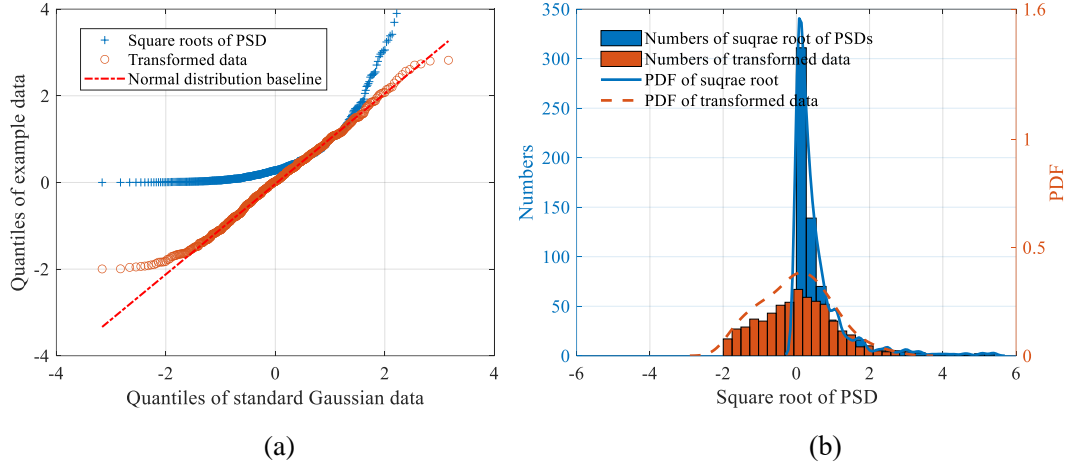 4
2
0
-2
-4
-4
-2
0
2
4
Quantiles of example data
Quantiles of standard Gaussian data
Square roots of PSD
Transformed data
Normal distribution baseline
(a)
350
300
250
200
150
100
50
0
Numbers
1.6
1
0.5
0
PDF
-6
-4
-2
0
2
4
6
Square root of PSD
Numbers of suqrae root of PSDs
Numbers of transformed data
PDF of suqrae root
PDF of transformed data
(b)